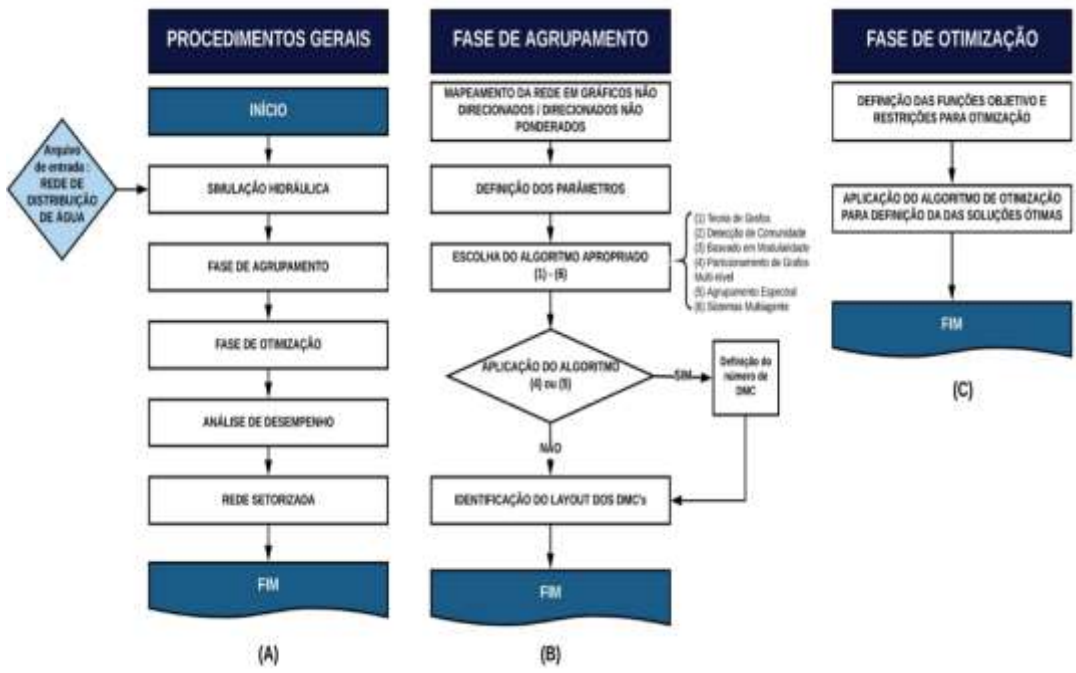 PROCEDIMENTOS GERAIS
INÍCIO
Arquivo
de entrada :
REDE DE
DISTRIBUIÇÃO
DE ÁGUA
SIMULAÇÃO HIDRÁULICA
FASE DE AGRUPAMENTO
FASE DE OTIMIZAÇÃO
ANÁLISE DE DESEMPENHO
REDE SETORIZADA
FIM
(A)
FASE DE AGRUPAMENTO
MAPEAMENTO DA REDE EM GRÁFICOS NÃO
DIRECIONADOS / DIRECIONADOS NÃO
PONDERADOS
DEFINIÇÃO DOS PARÂMETROS
ESCOLHA DO ALGORITMO APROPRIADO
(1) - (6)
(1) Teoria de Grafos
(2) Detecção de Comunidade
(3) Baseado em Modularidade
(4) Particionamento de Grafos
Multi-nível
(5) Agrupamento Espectral
(6) Sistemas Multiagente
APLICAÇÃO DO ALGORITMO
(4) ou (5)
SIM
Definição do
número de
DMC
NÃO
IDENTIFICAÇÃO DO LAYOUT DOS DMC's
FIM
(B)
FASE DE OTIMIZAÇÃO
DEFINIÇÃO DAS FUNÇÕES OBJETIVO E
RESTRIÇÕES PARA OTIMIZAÇÃO
APLICAÇÃO DO ALGORITMO DE OTIMIZAÇÃO
PARA DEFINIÇÃO DA DAS SOLUÇÕES ÓTIMAS
FIM
(C)